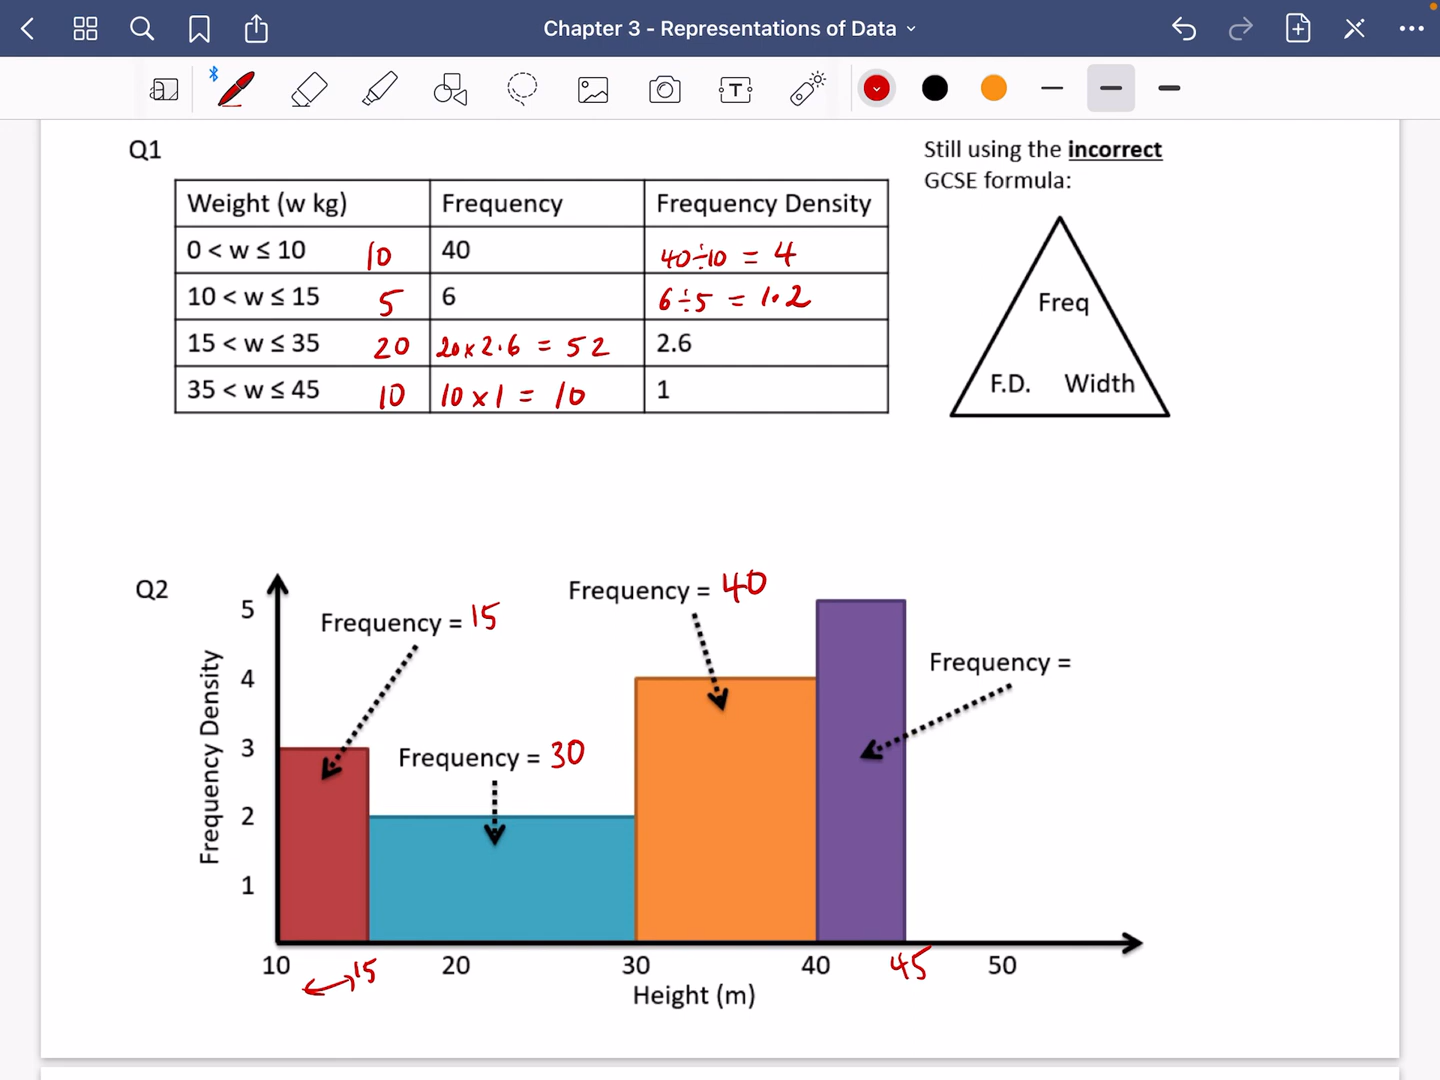 Chapter 3 - Representations of Data
T
Q1
Still using the incorrect
GCSE formula:
Weight (w kg) Frequency Frequency Density
0 < w ≤ 10 10 40 40÷10 = 4
10 < w ≤ 15 5 6 6÷5 = 1.2
15 < w ≤ 35 20 20×2.6 = 52 2.6
35 < w ≤ 45 10 10×1 = 10 1
Freq
F.D. Width
Q2
Frequency = 15
Frequency = 40
Frequency = 30
Frequency =
Frequency Density
5
4
3
2
1
10 15 20 30 40 45 50
Height (m)